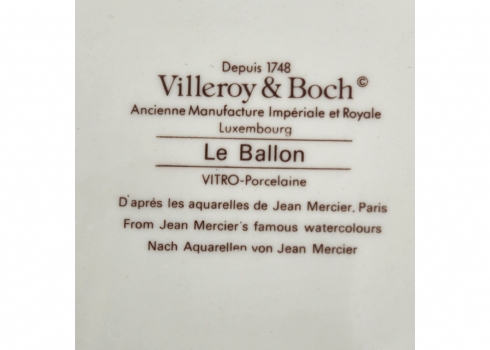 Depuis 1748
Villeroy & Boch©
Ancienne Manufacture Impériale et Royale
Luxembourg
Le Ballon
VITRO-Porcelaine
D'aprés les aquarelles de Jean Mercier, Paris
From Jean Mercier's famous watercolours
Nach Aquarellen von Jean Mercier